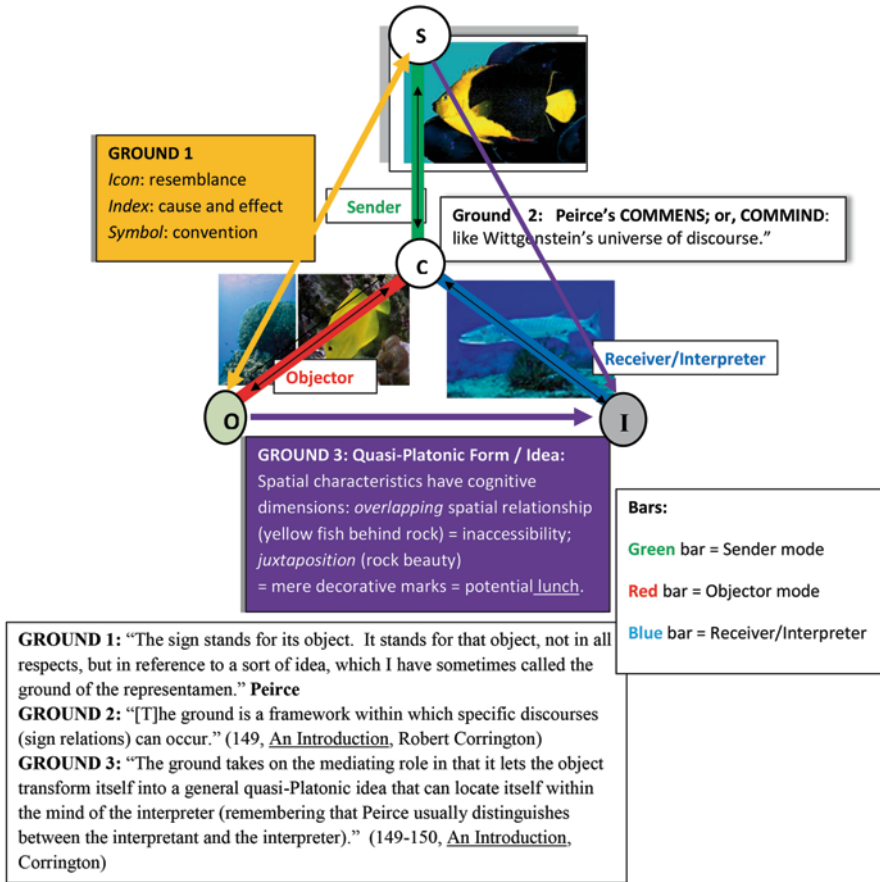 S
GROUND 1
Icon: resemblance
Index: cause and effect
Symbol: convention
Sender
Ground 2: Peirce's COMMENS; or, COMMIND:
like Wittgenstein's universe of discourse."
C
Objector
Receiver/Interpreter
O
I
GROUND 3: Quasi-Platonic Form / Idea:
Spatial characteristics have cognitive
dimensions: overlapping spatial relationship
(yellow fish behind rock) = inaccessibility;
juxtaposition (rock beauty)
= mere decorative marks = potential lunch.
Bars:
Green bar = Sender mode
Red bar = Objector mode
Blue bar = Receiver/Interpreter
GROUND 1: “The sign stands for its object. It stands for that object, not in all
respects, but in reference to a sort of idea, which I have sometimes called the
ground of the representamen.” Peirce
GROUND 2: “[T]he ground is a framework within which specific discourses
(sign relations) can occur.” (149, An Introduction, Robert Corrington)
GROUND 3: “The ground takes on the mediating role in that it lets the object
transform itself into a general quasi-Platonic idea that can locate itself within
the mind of the interpreter (remembering that Peirce usually distinguishes
between the interpretant and the interpreter).” (149-150, An Introduction,
Corrington)